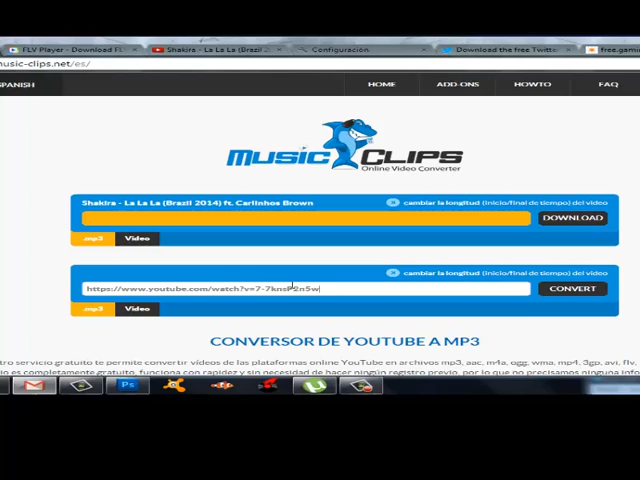 FLV Player - Download FL
Shakira - La La La (Brazil 2
Configuración
Download the free Twitter
free.gami
music-clips.net/es/
SPANISH
HOME
ADD-ONS
HOWTO
FAQ
MUSIC CLIPS
Online Video Converter
Shakira - La La La (Brazil 2014) ft. Carlinhos Brown
cambiar la longitud (inicio/final de tiempo) del video
DOWNLOAD
.mp3
Video
cambiar la longitud (inicio/final de tiempo) del video
https://www.youtube.com/watch?v=7-7knsP2n5w
CONVERT
.mp3
Video
CONVERSOR DE YOUTUBE A MP3
tro servicio gratuito te permite convertir vídeos de las plataformas online YouTube en archivos mp3, aac, m4a, ogg, wma, mp4, 3gp, avi, flv,
io es completamente gratuito, funciona con rapidez y sin necesidad de hacer ningún registro previo, por lo que no precisamos ninguna info
Ps